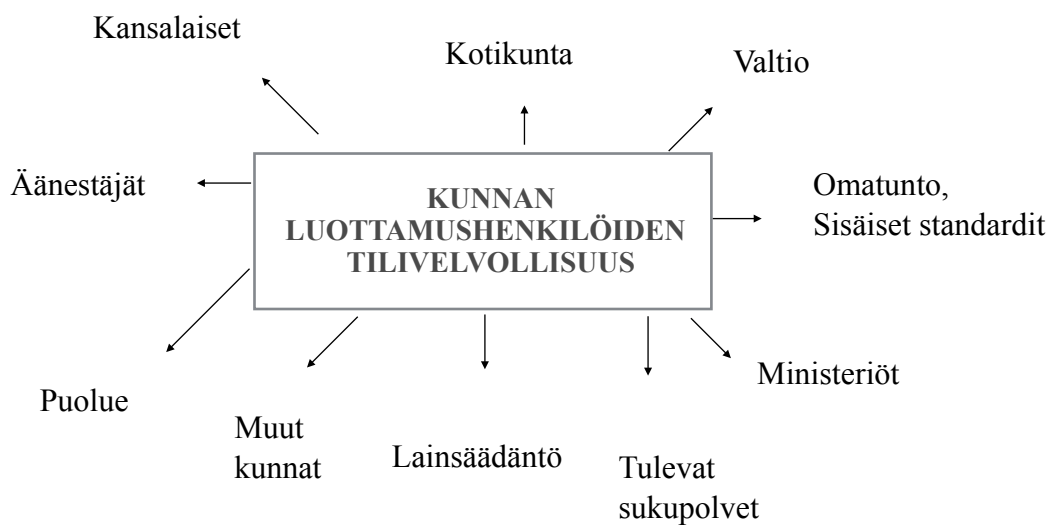 Kansalaiset
Kotikunta
Valtio
Äänestäjät
KUNNAN
LUOTTAMUSHENKILÖIDEN
TILIVELVOLLISUUS
Omatunto,
Sisäiset standardit
Puolue
Muut
kunnat
Lainsäädäntö
Tulevat
sukupolvet
Ministeriöt